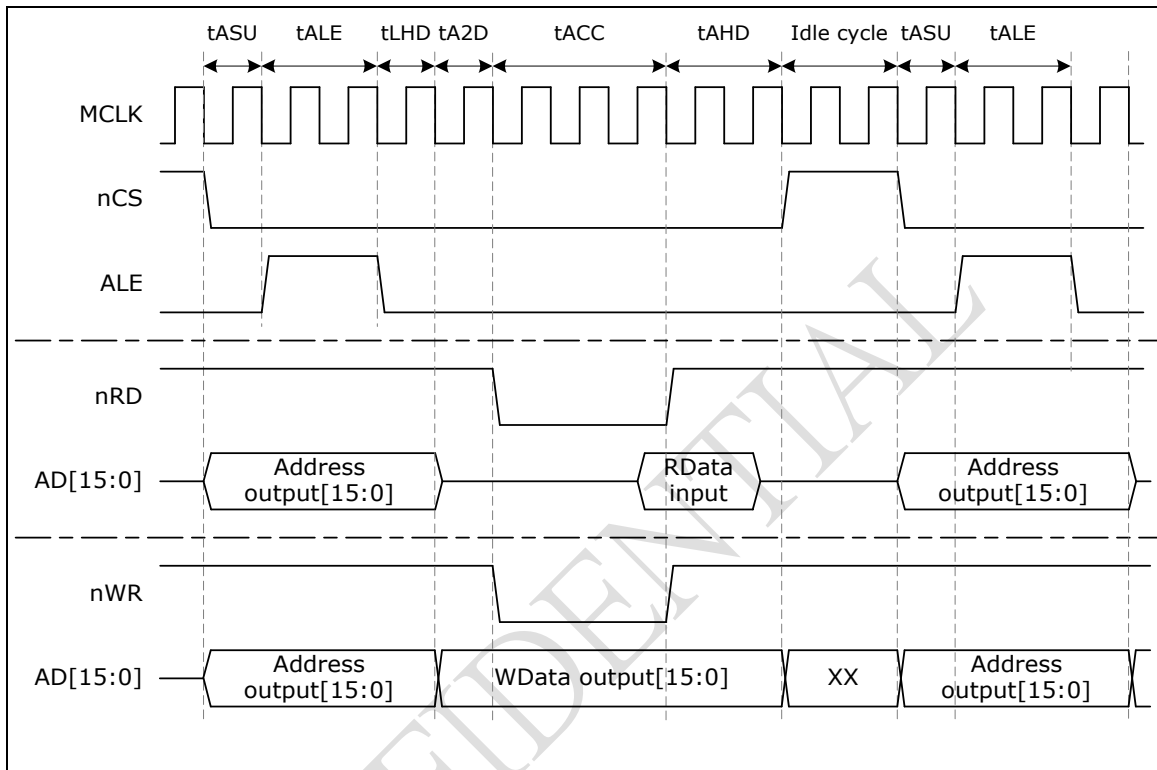 tASU tALE tLHD tA2D tACC tAHD Idle cycle tASU tALE
MCLK
nCS
ALE
nRD
AD[15:0]
Address
output[15:0]
RData
input
Address
output[15:0]
nWR
AD[15:0]
Address
output[15:0]
WData output[15:0]
XX
Address
output[15:0]
FIDENTIAL